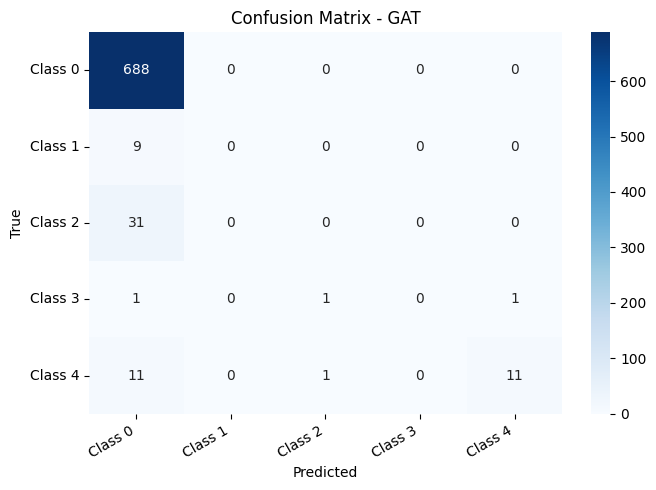 Confusion Matrix - GAT
Class 0 688 0 0 0 0
Class 1 9 0 0 0 0
Class 2 31 0 0 0 0
Class 3 1 0 1 0 1
Class 4 11 0 1 0 11
Class 0 Class 1 Class 2 Class 3 Class 4
Predicted
True
600
500
400
300
200
100
0